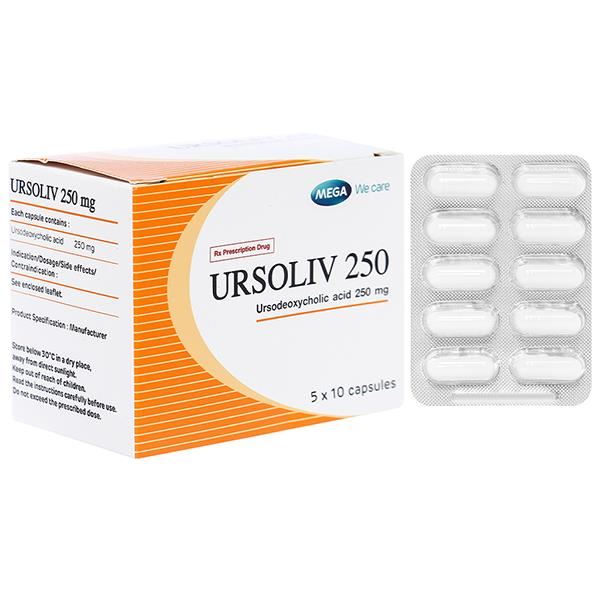 URSOLIV 250 mg
Each capsule contains :
Ursodeoxycholic acid 250 mg
Indication/Dosage/Side effects/
Contraindication :
See enclosed leaflet.
Product Specification : Manufacturer
Score below 30°C in a dry place,
away from direct sunlight.
Keep out of reach of children.
Read the instructions carefully before use.
Do not exceed the prescribed dose.
MEGA We care
Rx Prescription Drug
URSOLIV 250
Ursodeoxycholic acid 250 mg
5 x 10 capsules